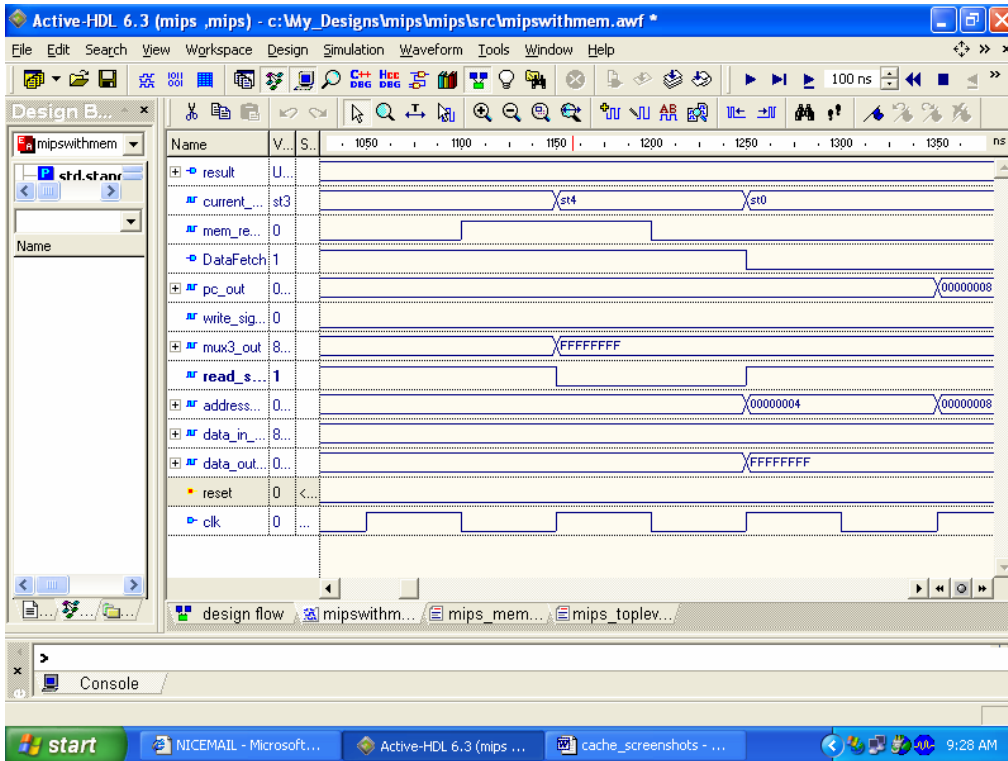 Active-HDL 6.3 (mips ,mips) - c:\My_Designs\mips\mips\src\mipswithmem.awf *
File Edit Search View Workspace Design Simulation Waveform Tools Window Help
C++ DBG HEC DBG 100 ns
Design B...
AB
mipswithmem
std.stand
Name
Name V... S.. 1050 1100 1150 1200 1250 1300 1350 ns
result U...
current_... st3 st4 st0
mem_re... 0
DataFetch 1
pc_out 0... 00000008
write_sig... 0
mux3_out 8... FFFFFFFF
read_s... 1
address... 0... 00000004 00000008
data_in_... 8...
data_out... 0... FFFFFFFF
reset 0 <...
clk 0 ...
design flow mipswithm... mips_mem... mips_toplev...
>
Console
start NICEMAIL - Microsoft... Active-HDL 6.3 (mips ... cache_screenshots - ... 9:28 AM